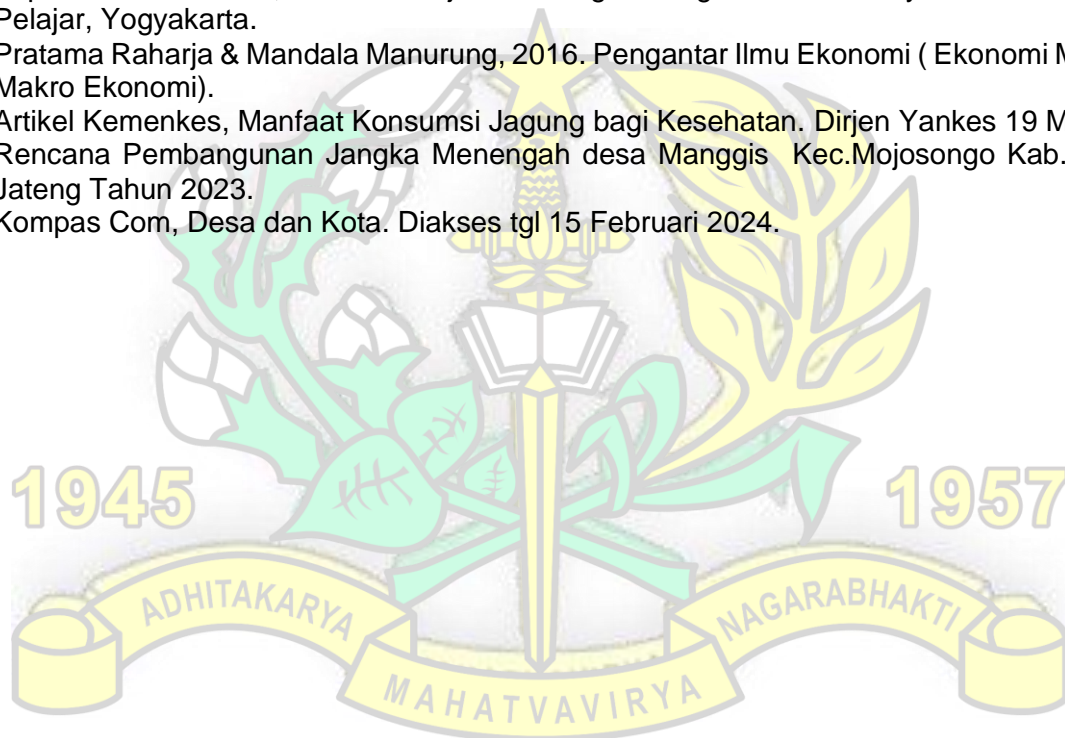 Pelajar, Yogyakarta.
Pratama Raharja & Mandala Manurung, 2016. Pengantar Ilmu Ekonomi ( Ekonomi
Makro Ekonomi).
Artikel Kemenkes, Manfaat Konsumsi Jagung bagi Kesehatan. Dirjen Yankes 19
Rencana Pembangunan Jangka Menengah desa Manggis Kec.Mojosongo Kab.
Jateng Tahun 2023.
Kompas Com, Desa dan Kota. Diakses tgl 15 Februari 2024.
1945
1957
ADHITAKARYA
MAHATVAVIRYA
NAGARABHAKTI